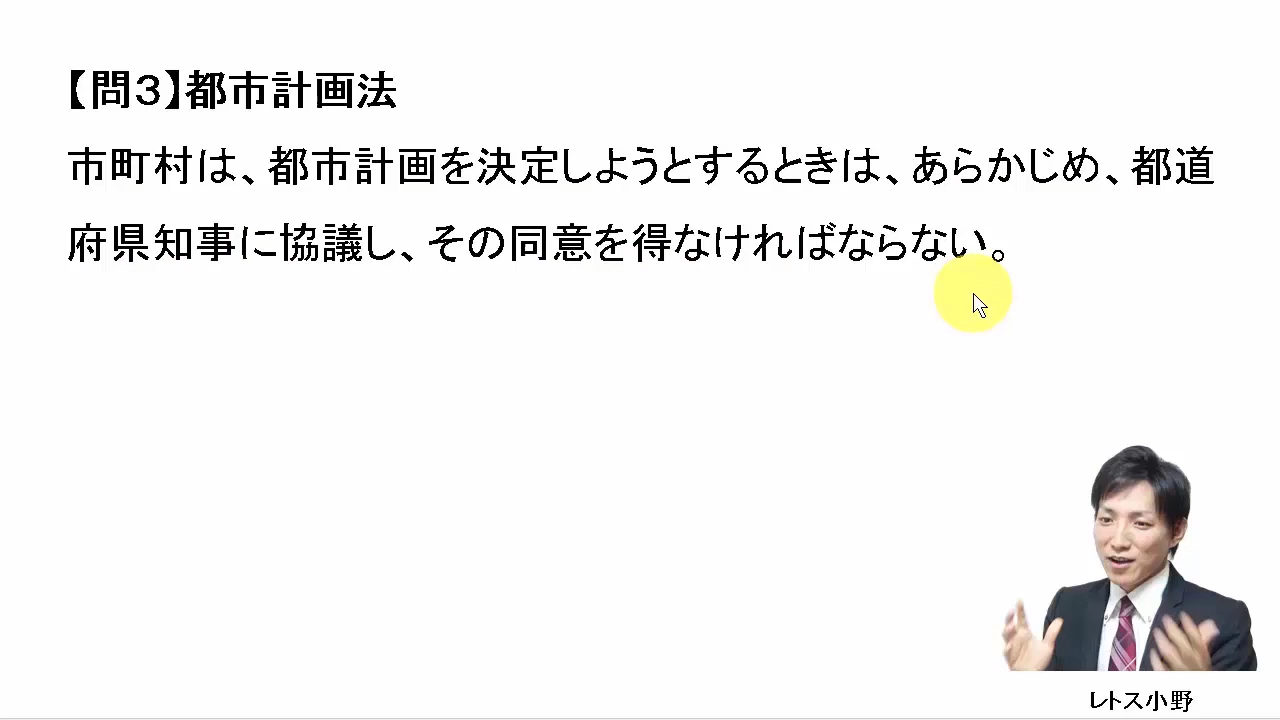 【問3】都市計画法
市町村は、都市計画を決定しようとするときは、あらかじめ、都道
府県知事に協議し、その同意を得なければならない。
レトス小野